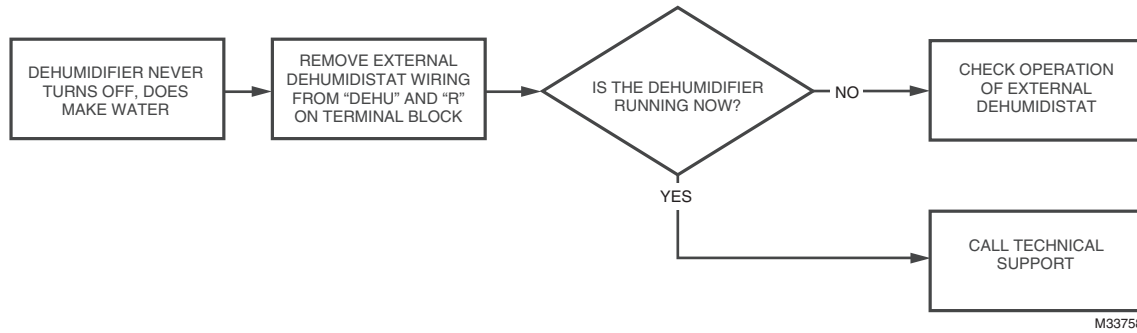 DEHUMIDIFIER NEVER
TURNS OFF, DOES
MAKE WATER
REMOVE EXTERNAL
DEHUMIDISTAT WIRING
FROM “DEHU” AND “R”
ON TERMINAL BLOCK
IS THE DEHUMIDIFIER
RUNNING NOW?
NO
CHECK OPERATION
OF EXTERNAL
DEHUMIDISTAT
YES
CALL TECHNICAL
SUPPORT
M33758